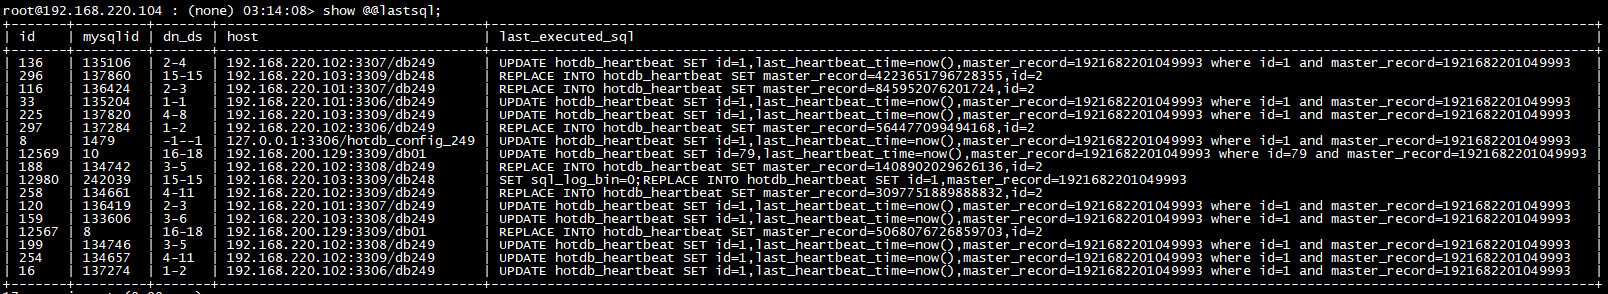 root@192.168.220.104 : (none) 03:14:08> show @@lastsql;
| id | mysqlid | dn_ds | host | last_executed_sql |
| 136 | 135106 | 2-4 | 192.168.220.102:3307/db249 | UPDATE hotdb_heartbeat SET id=1,last_heartbeat_time=now(),master_record=1921682201049993 where id=1 and master_record=1921682201049993 |
| 296 | 137860 | 15-15 | 192.168.220.103:3309/db248 | REPLACE INTO hotdb_heartbeat SET master_record=4223651796728355,id=2 |
| 116 | 136424 | 2-3 | 192.168.220.101:3307/db249 | REPLACE INTO hotdb_heartbeat SET master_record=845952076201724,id=2 |
| 33 | 135204 | 1-1 | 192.168.220.101:3306/db249 | UPDATE hotdb_heartbeat SET id=1,last_heartbeat_time=now(),master_record=1921682201049993 where id=1 and master_record=1921682201049993 |
| 225 | 137820 | 4-8 | 192.168.220.103:3309/db249 | UPDATE hotdb_heartbeat SET id=1,last_heartbeat_time=now(),master_record=1921682201049993 where id=1 and master_record=1921682201049993 |
| 297 | 137284 | 1-2 | 192.168.220.102:3306/db249 | REPLACE INTO hotdb_heartbeat SET master_record=564477099494168,id=2 |
| 8 | 1479 | -1--1 | 127.0.0.1:3306/hotdb_config_249 | UPDATE hotdb_heartbeat SET id=1,last_heartbeat_time=now(),master_record=1921682201049993 where id=1 and master_record=1921682201049993 |
| 12569 | 10 | 16-18 | 192.168.200.129:3309/db01 | UPDATE hotdb_heartbeat SET id=79,last_heartbeat_time=now(),master_record=1921682201049993 where id=79 and master_record=1921682201049993 |
| 188 | 134742 | 3-5 | 192.168.220.102:3308/db249 | REPLACE INTO hotdb_heartbeat SET master_record=1408902029626136,id=2 |
| 12980 | 242039 | 15-15 | 192.168.220.103:3309/db248 | SET sql_log_bin=0;REPLACE INTO hotdb_heartbeat SET id=1,master_record=1921682201049993 |
| 258 | 134661 | 4-11 | 192.168.220.102:3309/db249 | REPLACE INTO hotdb_heartbeat SET master_record=3097751889888832,id=2 |
| 120 | 136419 | 2-3 | 192.168.220.101:3307/db249 | UPDATE hotdb_heartbeat SET id=1,last_heartbeat_time=now(),master_record=1921682201049993 where id=1 and master_record=1921682201049993 |
| 159 | 133606 | 3-6 | 192.168.220.103:3308/db249 | UPDATE hotdb_heartbeat SET id=1,last_heartbeat_time=now(),master_record=1921682201049993 where id=1 and master_record=1921682201049993 |
| 12567 | 8 | 16-18 | 192.168.200.129:3309/db01 | REPLACE INTO hotdb_heartbeat SET master_record=5068076726859703,id=2 |
| 199 | 134746 | 3-5 | 192.168.220.102:3308/db249 | UPDATE hotdb_heartbeat SET id=1,last_heartbeat_time=now(),master_record=1921682201049993 where id=1 and master_record=1921682201049993 |
| 254 | 134657 | 4-11 | 192.168.220.102:3309/db249 | UPDATE hotdb_heartbeat SET id=1,last_heartbeat_time=now(),master_record=1921682201049993 where id=1 and master_record=1921682201049993 |
| 16 | 137274 | 1-2 | 192.168.220.102:3306/db249 | UPDATE hotdb_heartbeat SET id=1,last_heartbeat_time=now(),master_record=1921682201049993 where id=1 and master_record=1921682201049993 |